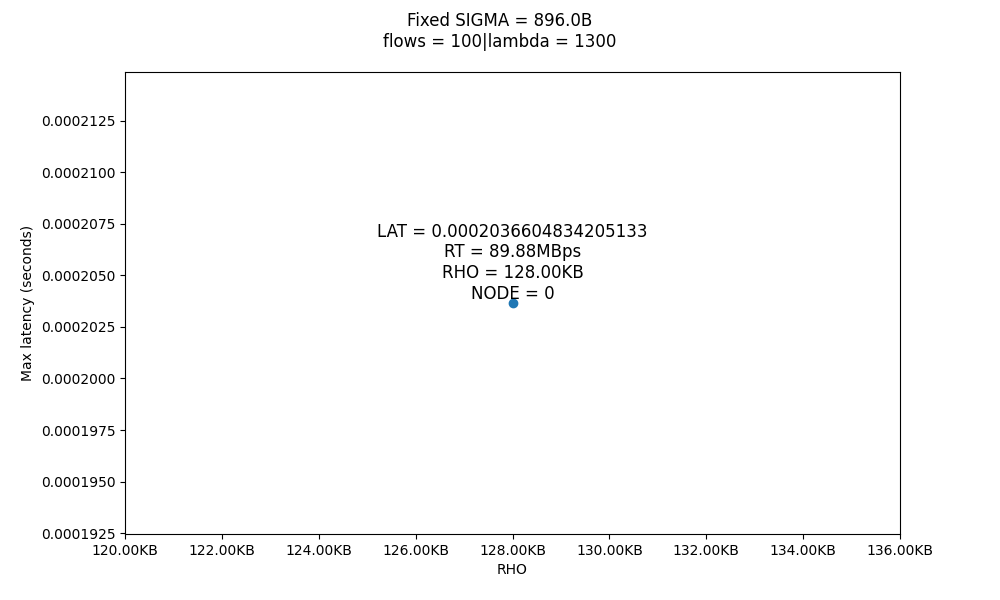 Fixed SIGMA = 896.0B
flows = 100|lambda = 1300
0.0002125
0.0002100
0.0002075
0.0002050
0.0002025
0.0002000
0.0001975
0.0001950
0.0001925
Max latency (seconds)
LAT = 0.0002036604834205133
RT = 89.88MBps
RHO = 128.00KB
NODE = 0
120.00KB 122.00KB 124.00KB 126.00KB 128.00KB 130.00KB 132.00KB 134.00KB 136.00KB
RHO